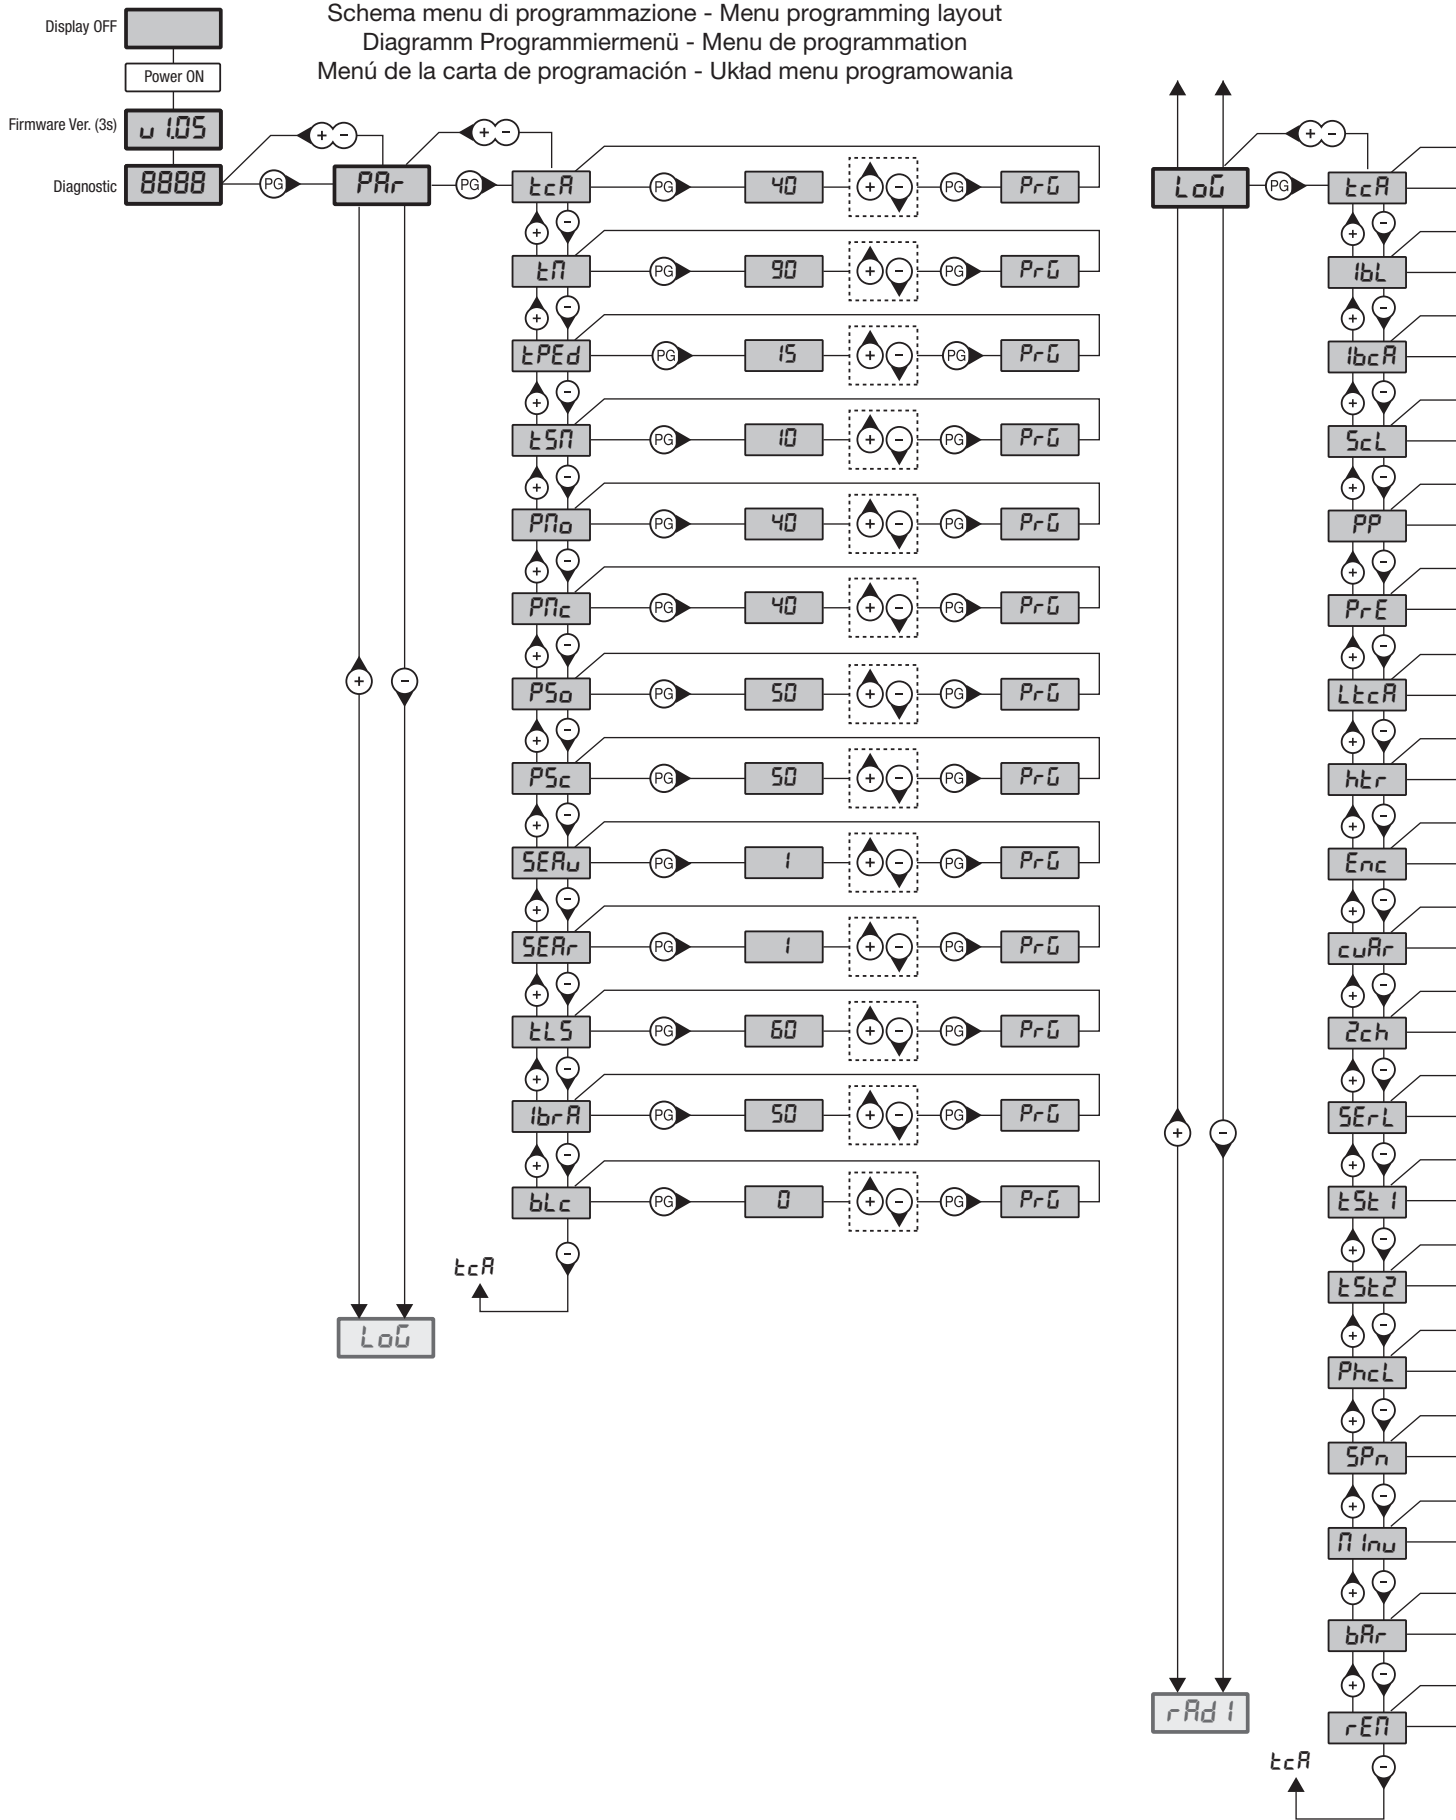 Schema menu di programmazione - Menu programming layout
Diagramm Programmiermenü - Menu de programmation
Menú de la carta de programación - Układ menu programowania
Display OFF
Power ON
Firmware Ver. (3s) v 1.05
Diagnostic 8888 PG + - PAr PG + -
tcA PG 40 + - PG PrG
+ -
tM PG 90 + - PG PrG
+ -
tPEd PG 15 + - PG PrG
+ -
tSM PG 10 + - PG PrG
+ -
PMo PG 40 + - PG PrG
+ -
PMc PG 40 + - PG PrG
+ -
PSo PG 50 + - PG PrG
+ -
PSc PG 50 + - PG PrG
+ -
SEAv PG 1 + - PG PrG
+ -
SEAr PG 1 + - PG PrG
+ -
tLS PG 60 + - PG PrG
+ -
IbrA PG 50 + - PG PrG
+ -
bLc PG 0 + - PG PrG
-
tcA
+ -
LoG
LoG PG + -
tcA
+ -
IbL
+ -
IbcA
+ -
ScL
+ -
PP
+ -
PrE
+ -
LtcA
+ -
htr
+ -
Enc
+ -
cvAr
+ -
2ch
+ -
SErL
+ -
tSt1
+ -
tSt2
+ -
PhcL
+ -
SPn
+ -
MInv
+ -
bAr
+ -
rEM
-
tcA
+ -
rAd1